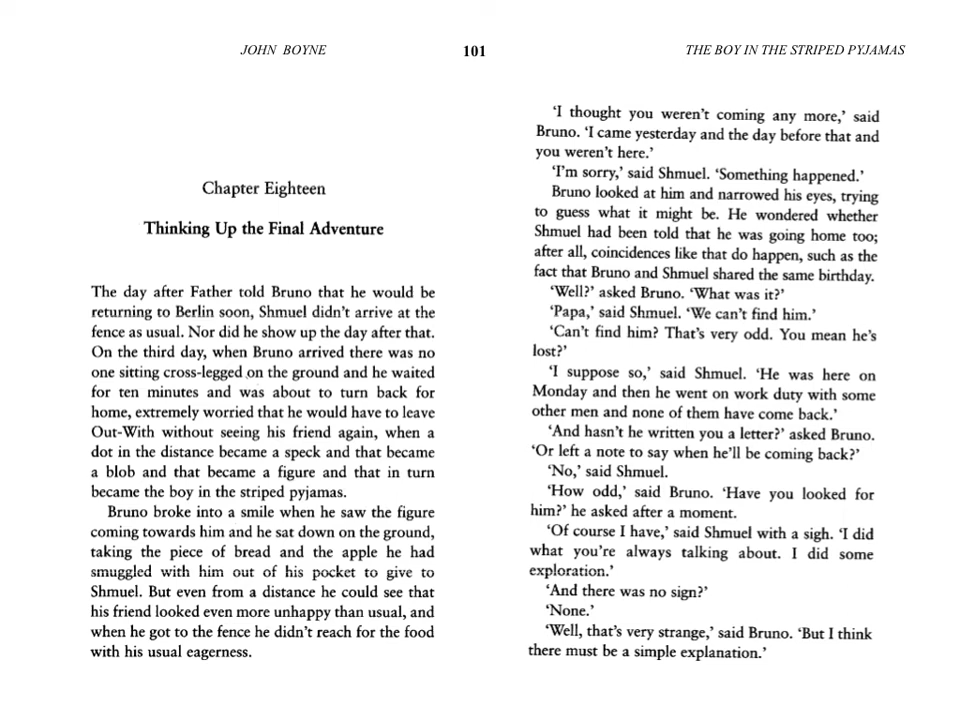 JOHN BOYNE
101
THE BOY IN THE STRIPED PYJAMAS
Chapter Eighteen
Thinking Up the Final Adventure
The day after Father told Bruno that he would be
returning to Berlin soon, Shmuel didn't arrive at the
fence as usual. Nor did he show up the day after that.
On the third day, when Bruno arrived there was no
one sitting cross-legged on the ground and he waited
for ten minutes and was about to turn back for
home, extremely worried that he would have to leave
Out-With without seeing his friend again, when a
dot in the distance became a speck and that became
a blob and that became a figure and that in turn
became the boy in the striped pyjamas.
Bruno broke into a smile when he saw the figure
coming towards him and he sat down on the ground,
taking the piece of bread and the apple he had
smuggled with him out of his pocket to give to
Shmuel. But even from a distance he could see that
his friend looked even more unhappy than usual, and
when he got to the fence he didn't reach for the food
with his usual eagerness.
'I thought you weren't coming any more,' said
Bruno. 'I came yesterday and the day before that and
you weren't here.'
'I'm sorry,' said Shmuel. 'Something happened.'
Bruno looked at him and narrowed his eyes, trying
to guess what it might be. He wondered whether
Shmuel had been told that he was going home too;
after all, coincidences like that do happen, such as the
fact that Bruno and Shmuel shared the same birthday.
'Well?' asked Bruno. 'What was it?'
'Papa,' said Shmuel. 'We can't find him.'
'Can't find him? That's very odd. You mean he's
lost?'
'I suppose so,' said Shmuel. 'He was here on
Monday and then he went on work duty with some
other men and none of them have come back.'
'And hasn't he written you a letter?' asked Bruno.
'Or left a note to say when he'll be coming back?'
'No,' said Shmuel.
'How odd,' said Bruno. 'Have you looked for
him?' he asked after a moment.
'Of course I have,' said Shmuel with a sigh. 'I did
what you're always talking about. I did some
exploration.'
'And there was no sign?'
'None.'
'Well, that's very strange,' said Bruno. 'But I think
there must be a simple explanation.'